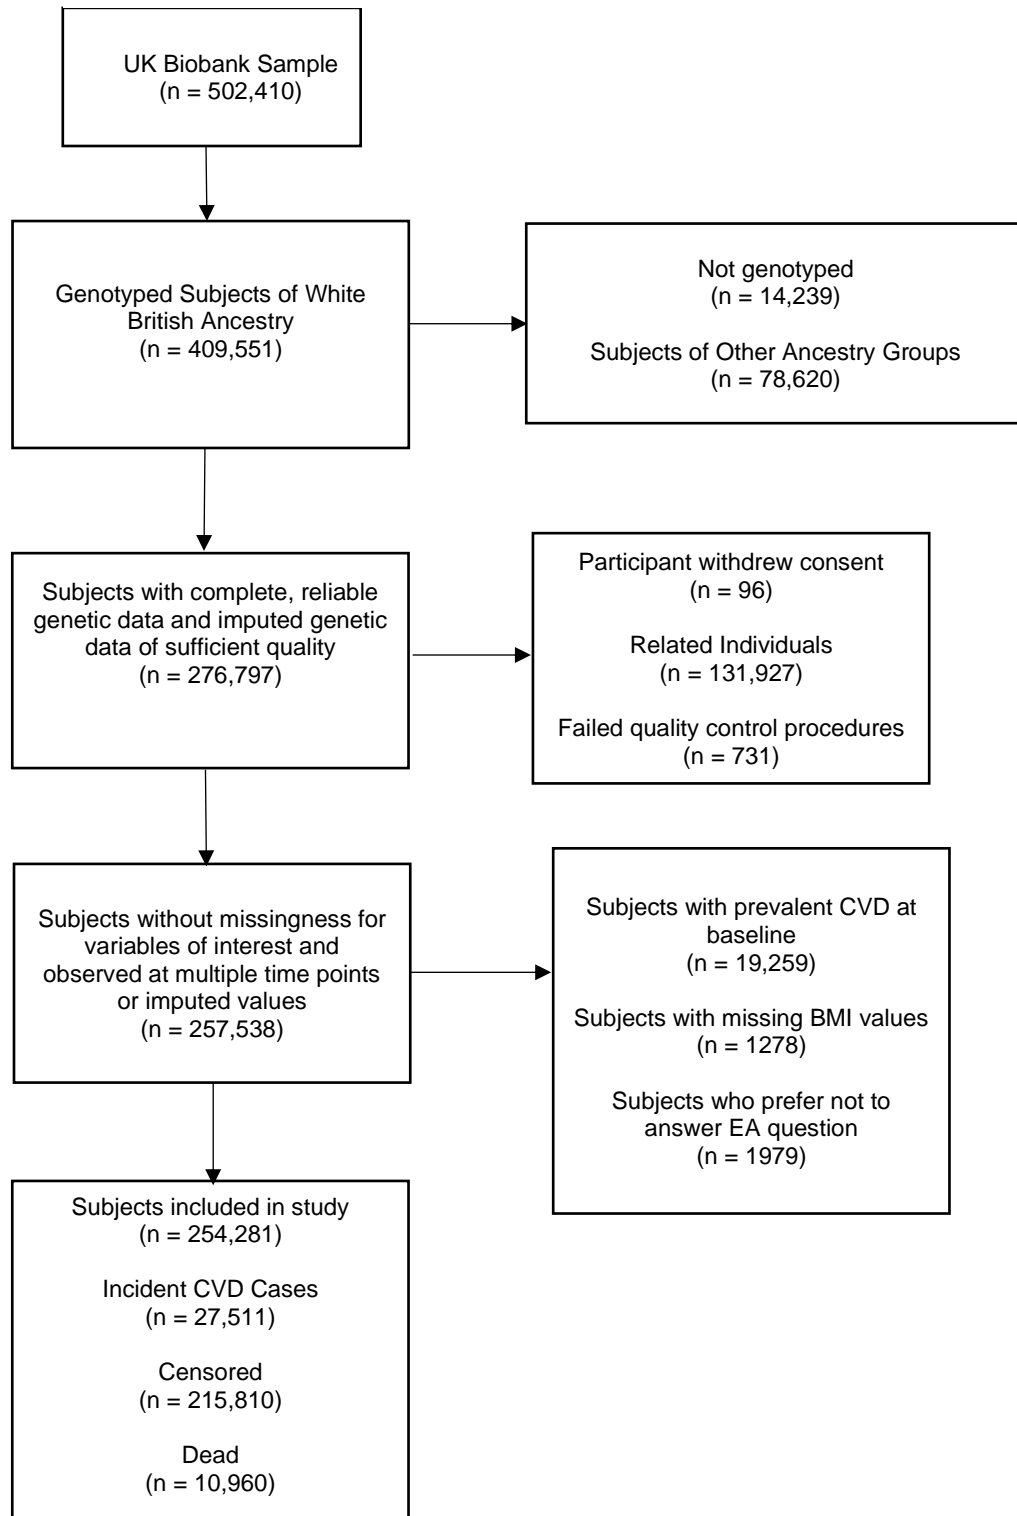 UK Biobank Sample
(n = 502,410)
Genotyped Subjects of White
British Ancestry
(n = 409,551)
Not genotyped
(n = 14,239)
Subjects of Other Ancestry Groups
(n = 78,620)
Subjects with complete, reliable
genetic data and imputed genetic
data of sufficient quality
(n = 276,797)
Participant withdrew consent
(n = 96)
Related Individuals
(n = 131,927)
Failed quality control procedures
(n = 731)
Subjects without missingness for
variables of interest and
observed at multiple time points
or imputed values
(n = 257,538)
Subjects with prevalent CVD at
baseline
(n = 19,259)
Subjects with missing BMI values
(n = 1278)
Subjects who prefer not to
answer EA question
(n = 1979)
Subjects included in study
(n = 254,281)
Incident CVD Cases
(n = 27,511)
Censored
(n = 215,810)
Dead
(n = 10,960)